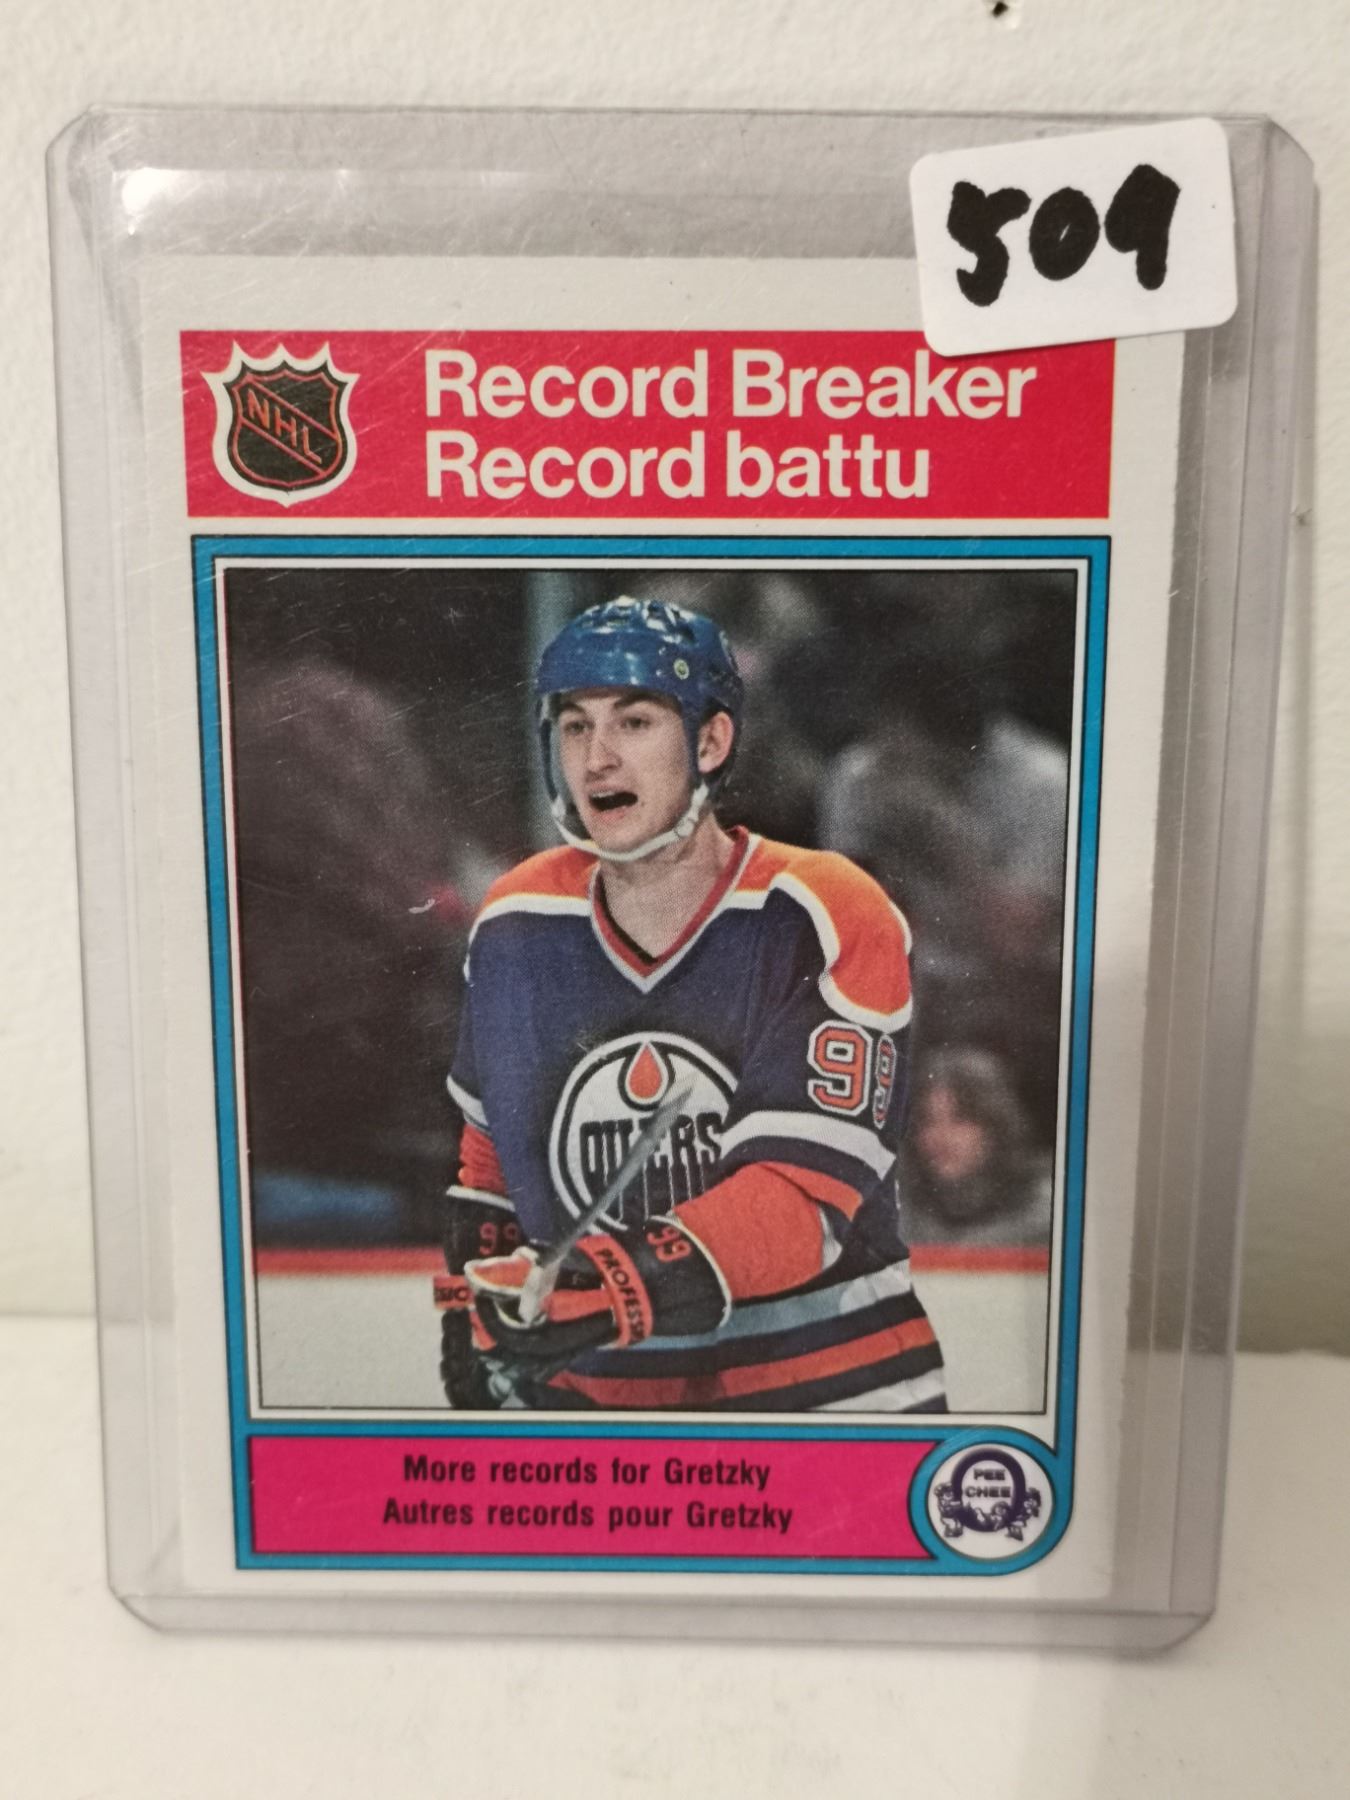 509
NHL
Record Breaker
Record battu
99
OILERS
99
99
PROFESS
More records for Gretzky
Autres records pour Gretzky
O
PEE
CHEE